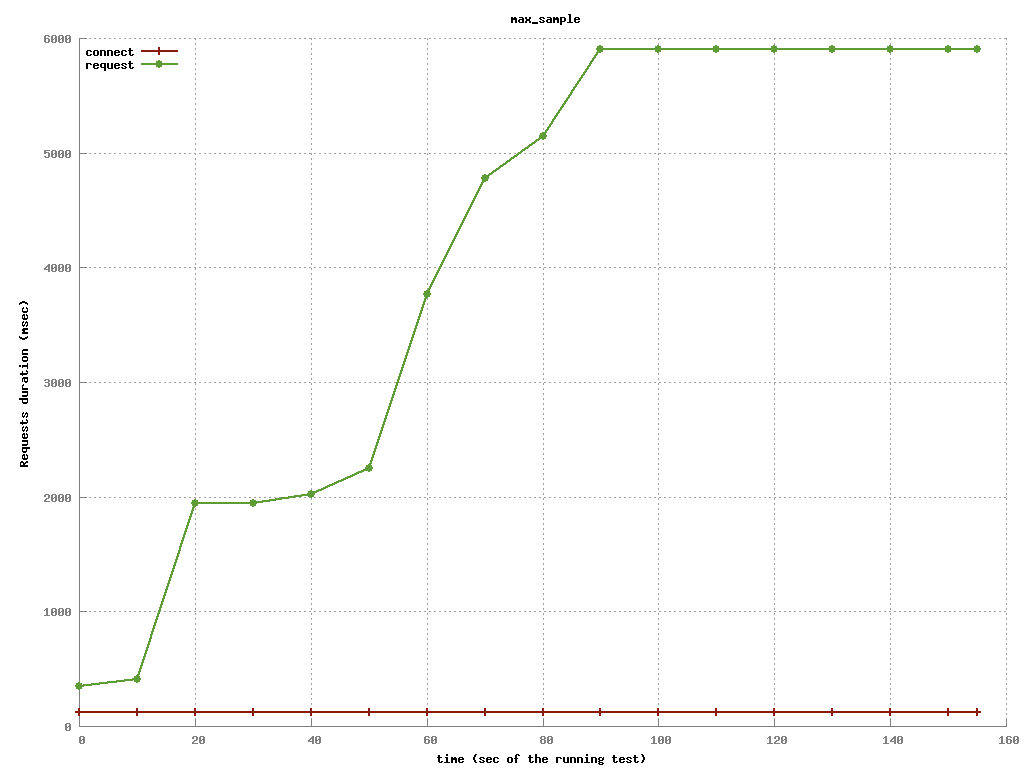 max_sample
6000
connect
request
5000
4000
3000
2000
1000
0
Requests duration (msec)
0 20 40 60 80 100 120 140 160
time (sec of the running test)